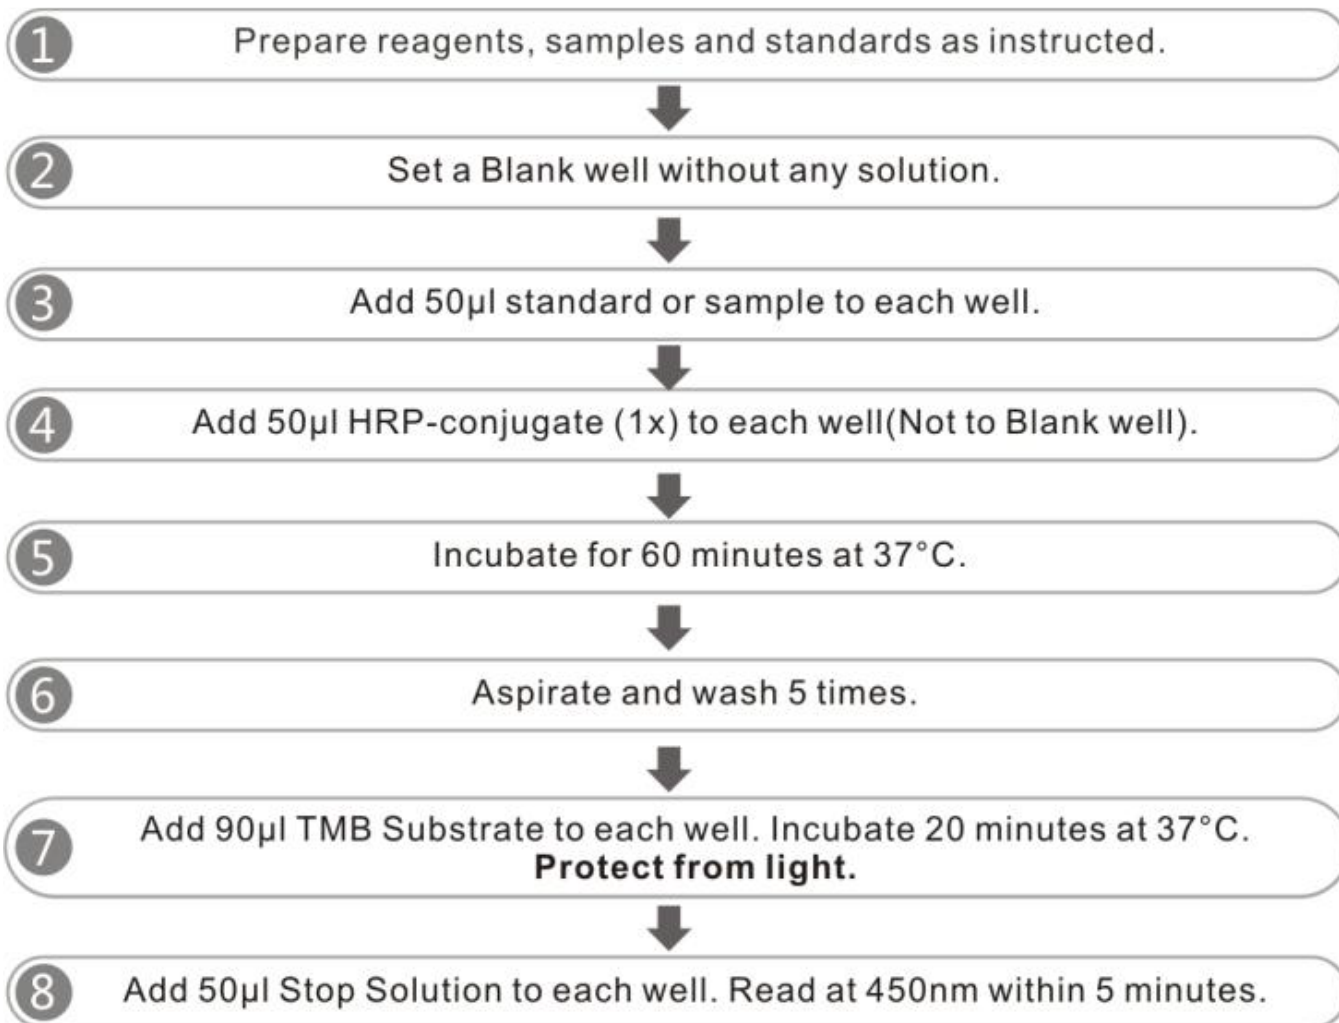 1 Prepare reagents, samples and standards as instructed.
2 Set a Blank well without any solution.
3 Add 50µl standard or sample to each well.
4 Add 50µl HRP-conjugate (1x) to each well(Not to Blank well).
5 Incubate for 60 minutes at 37°C.
6 Aspirate and wash 5 times.
7 Add 90µl TMB Substrate to each well. Incubate 20 minutes at 37°C.
Protect from light.
8 Add 50µl Stop Solution to each well. Read at 450nm within 5 minutes.